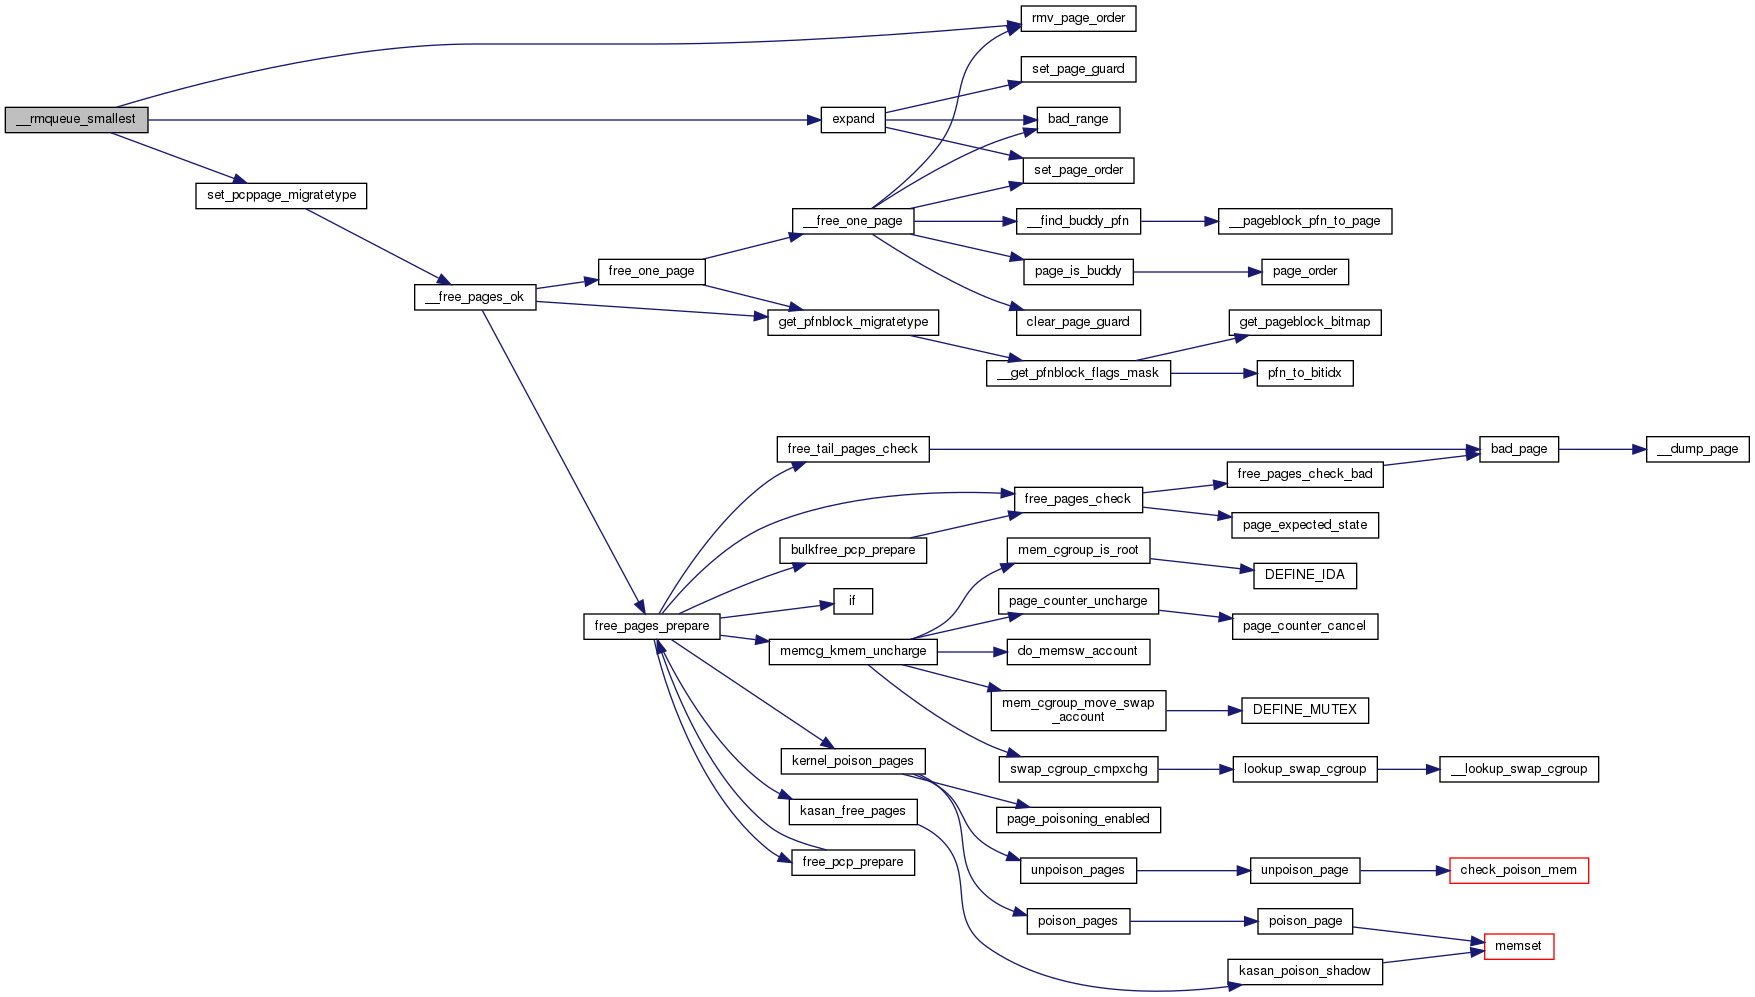 rmv_page_order
set_page_guard
__rmqueue_smallest
expand
bad_range
set_page_order
set_pcppage_migratetype
__free_one_page
__find_buddy_pfn
__pageblock_pfn_to_page
free_one_page
page_is_buddy
page_order
__free_pages_ok
get_pfnblock_migratetype
clear_page_guard
get_pageblock_bitmap
__get_pfnblock_flags_mask
pfn_to_bitidx
free_tail_pages_check
bad_page
__dump_page
free_pages_check_bad
free_pages_check
page_expected_state
bulkfree_pcp_prepare
mem_cgroup_is_root
DEFINE_IDA
if
page_counter_uncharge
free_pages_prepare
page_counter_cancel
memcg_kmem_uncharge
do_memsw_account
mem_cgroup_move_swap
_account
DEFINE_MUTEX
kernel_poison_pages
swap_cgroup_cmpxchg
lookup_swap_cgroup
__lookup_swap_cgroup
kasan_free_pages
page_poisoning_enabled
free_pcp_prepare
unpoison_pages
unpoison_page
check_poison_mem
poison_pages
poison_page
memset
kasan_poison_shadow